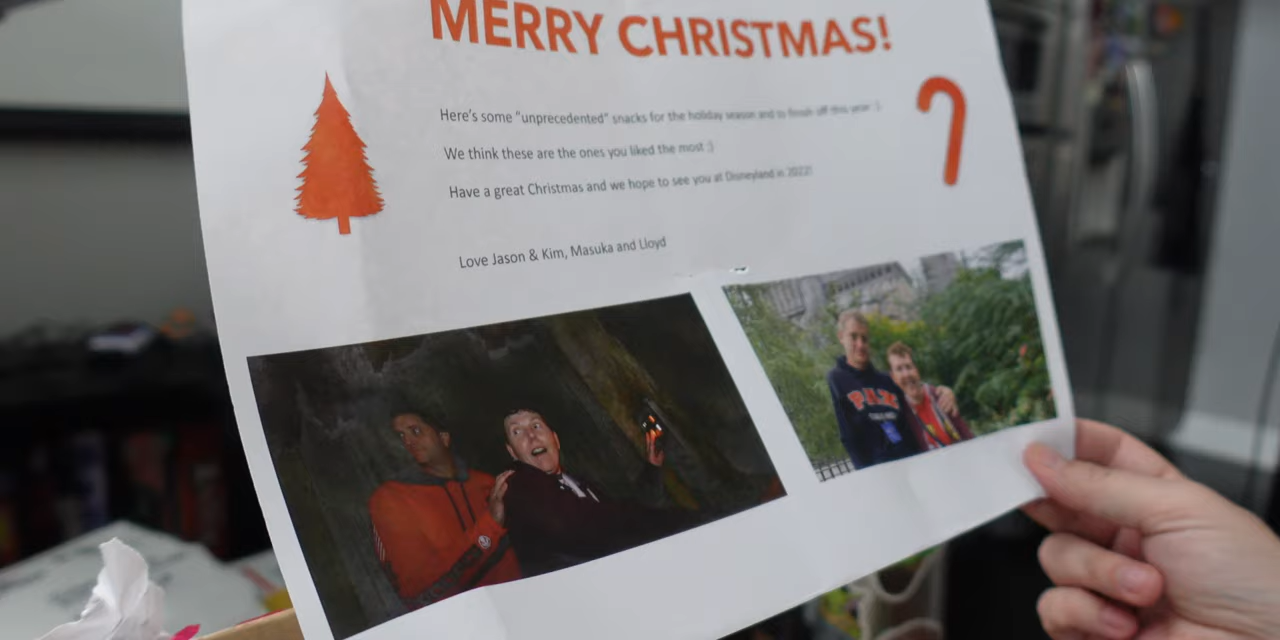 MERRY CHRISTMAS!
Here's some "unprecedented" snacks for the holiday season and to finish off this year :)
We think these are the ones you liked the most :)
Have a great Christmas and we hope to see you at Disneyland in 2022!
Love Jason & Kim, Masuka and Lloyd